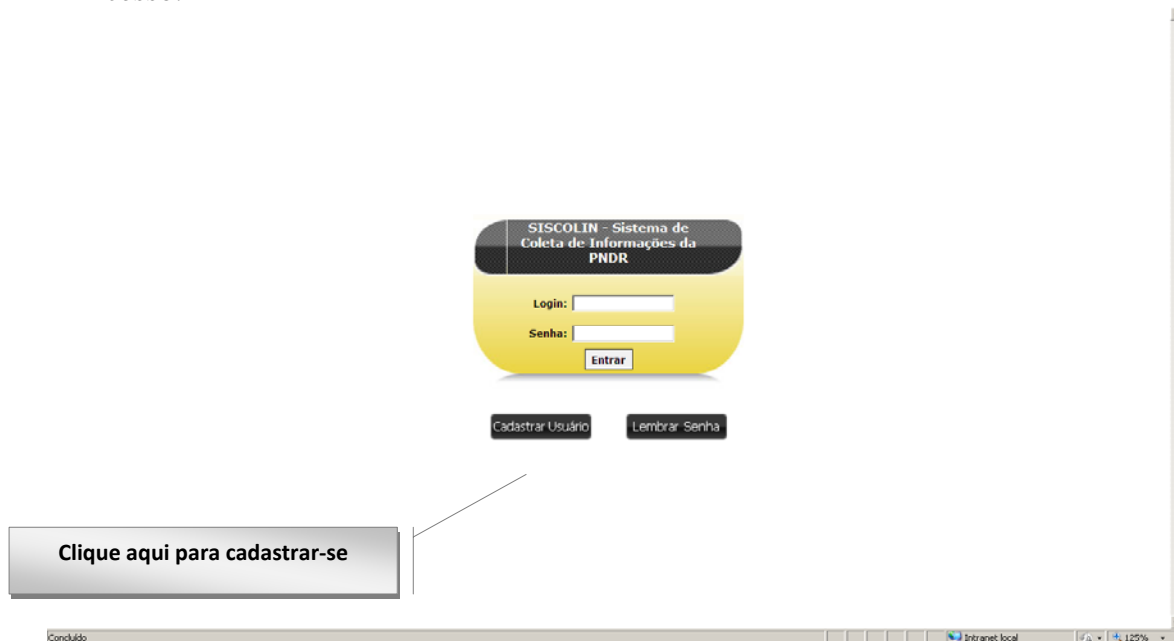 SISCOLIN - Sistema de
Coleta de Informações da
PNDR
Login:
Senha:
Entrar
Cadastrar Usuário
Lembrar Senha
Clique aqui para cadastrar-se
Concluído
Intranet local
125%